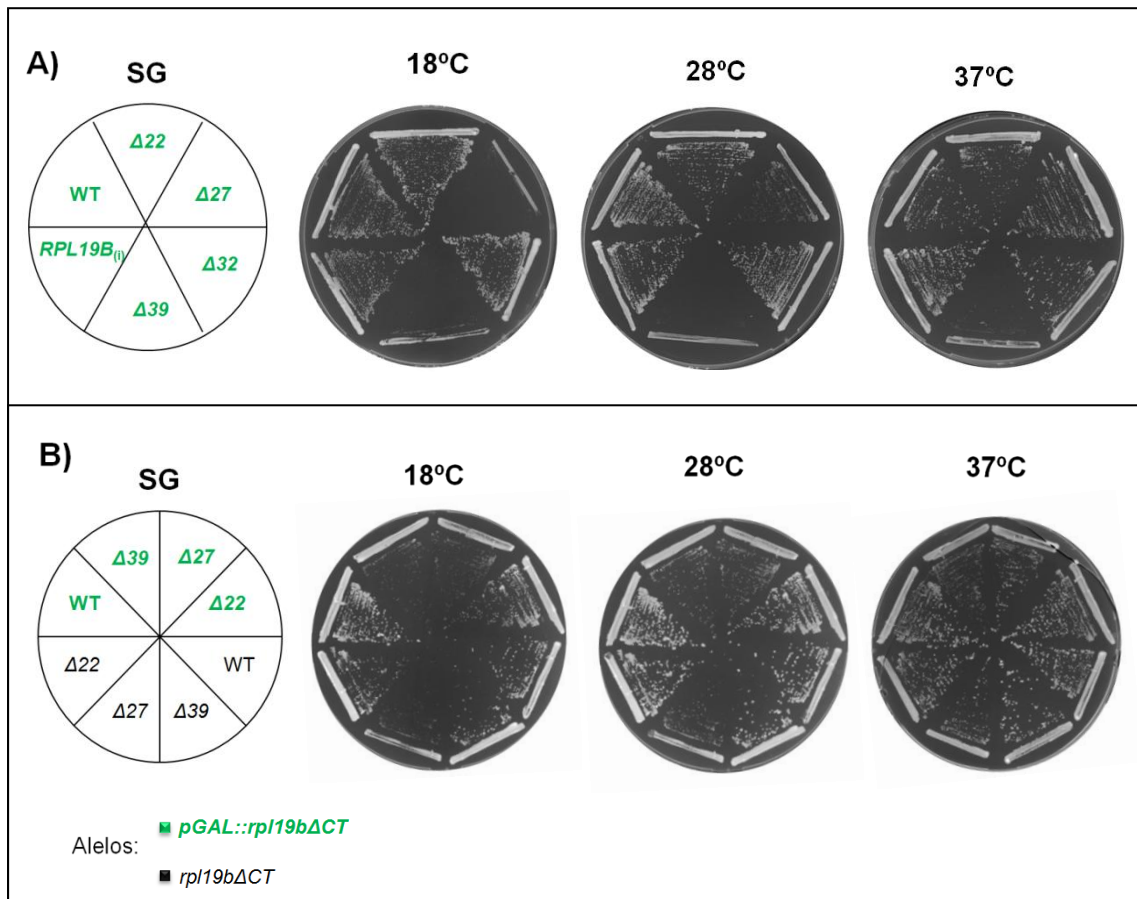 A)
SG
18ºC
28ºC
37ºC
Δ22
WT
Δ27
RPL19B(i)
Δ32
Δ39
B)
SG
18ºC
28ºC
37ºC
Δ39
Δ27
WT
Δ22
Δ22
WT
Δ27
Δ39
Alelos:
pGAL::rpl19bΔCT
rpl19bΔCT